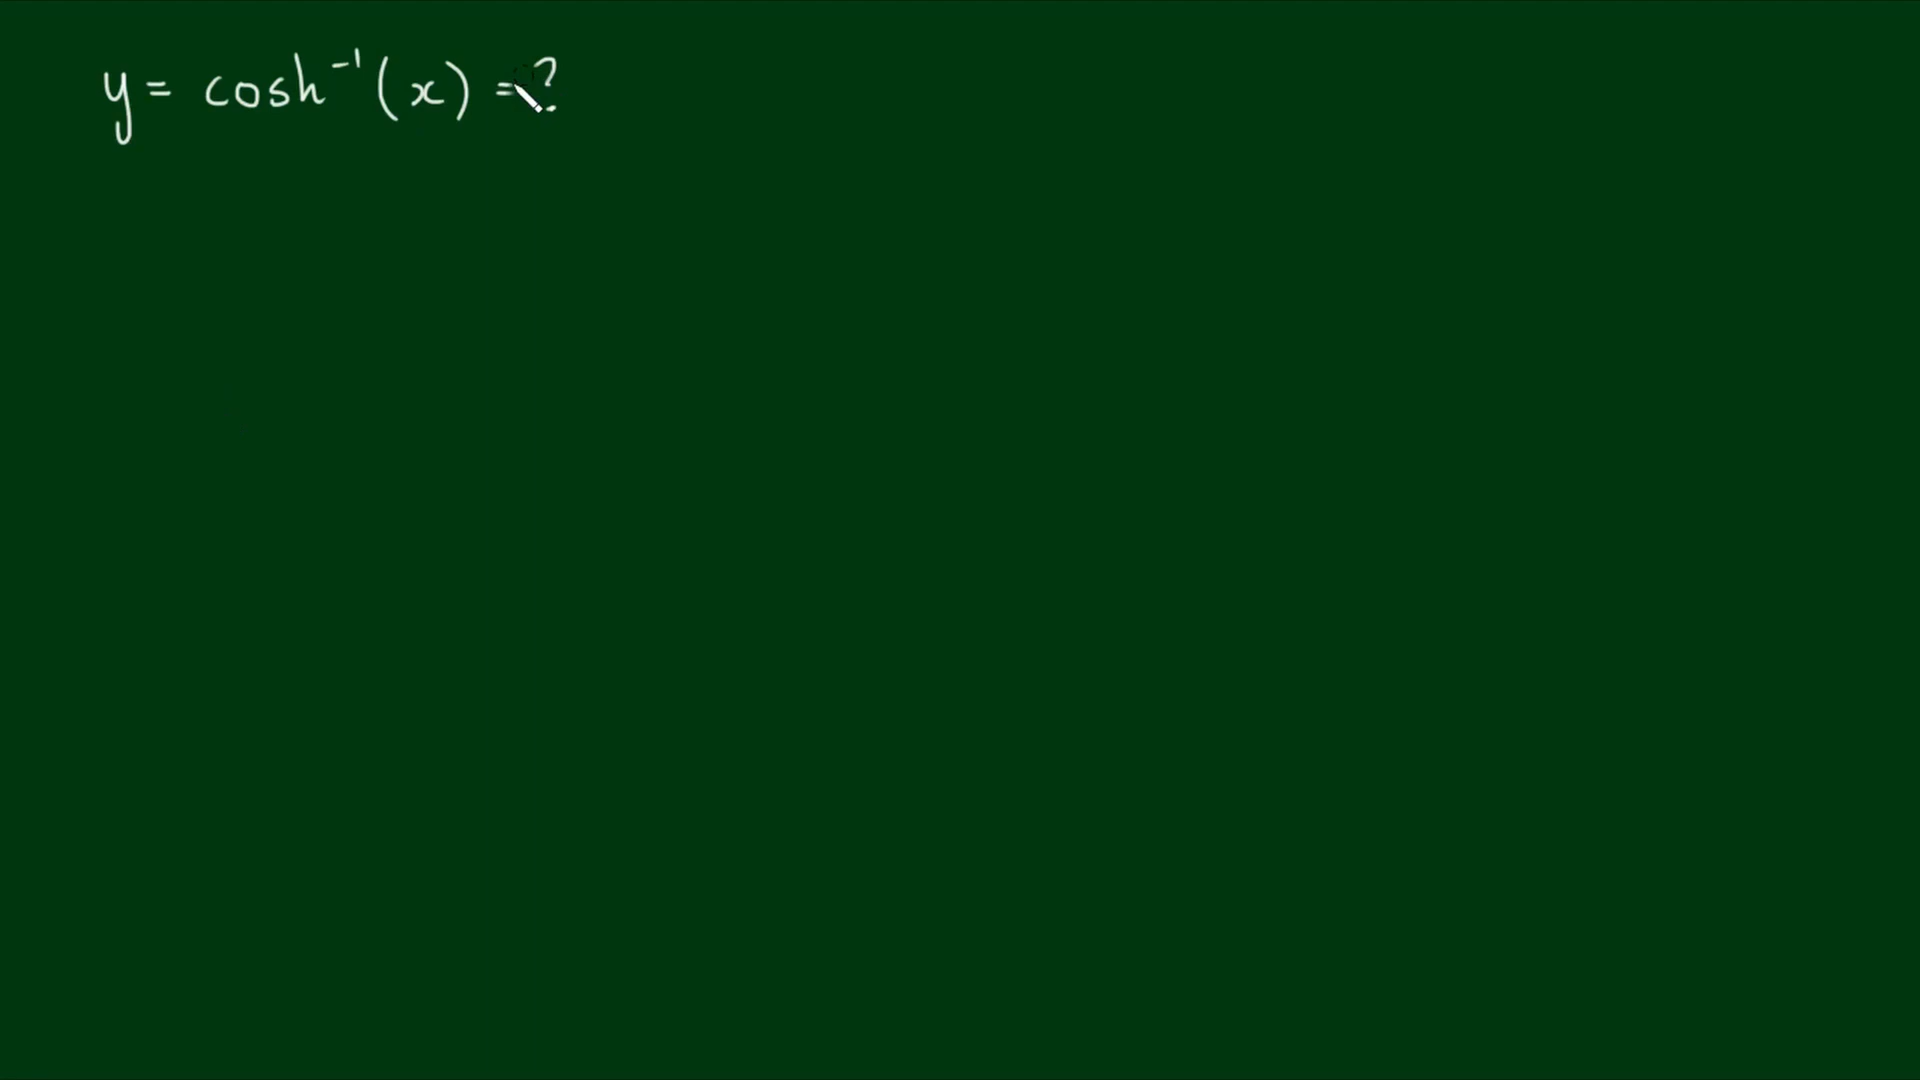 y = cosh⁻¹(x) = ?